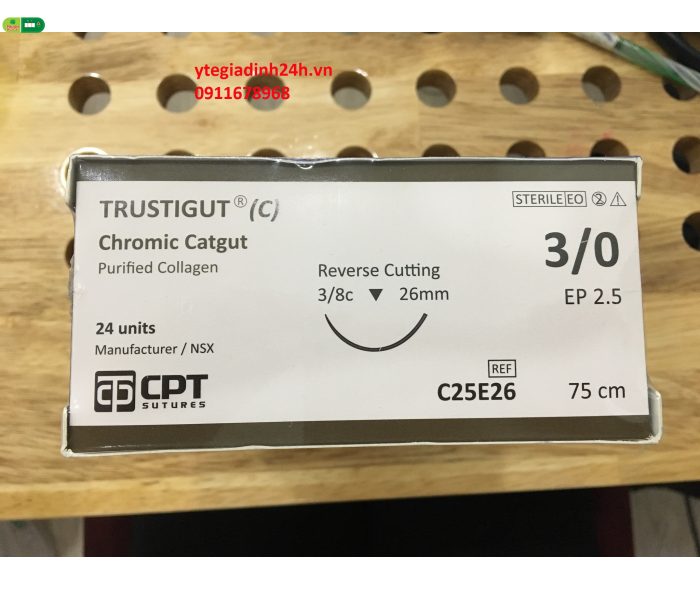 ytegiadinh24h.vn
0911678968
TRUSTIGUT® (C)
Chromic Catgut
Purified Collagen
24 units
Manufacturer / NSX
CPT
SUTURES
Reverse Cutting
3/8c ▼ 26mm
STERILE EO
3/0
EP 2.5
REF
C25E26
75 cm